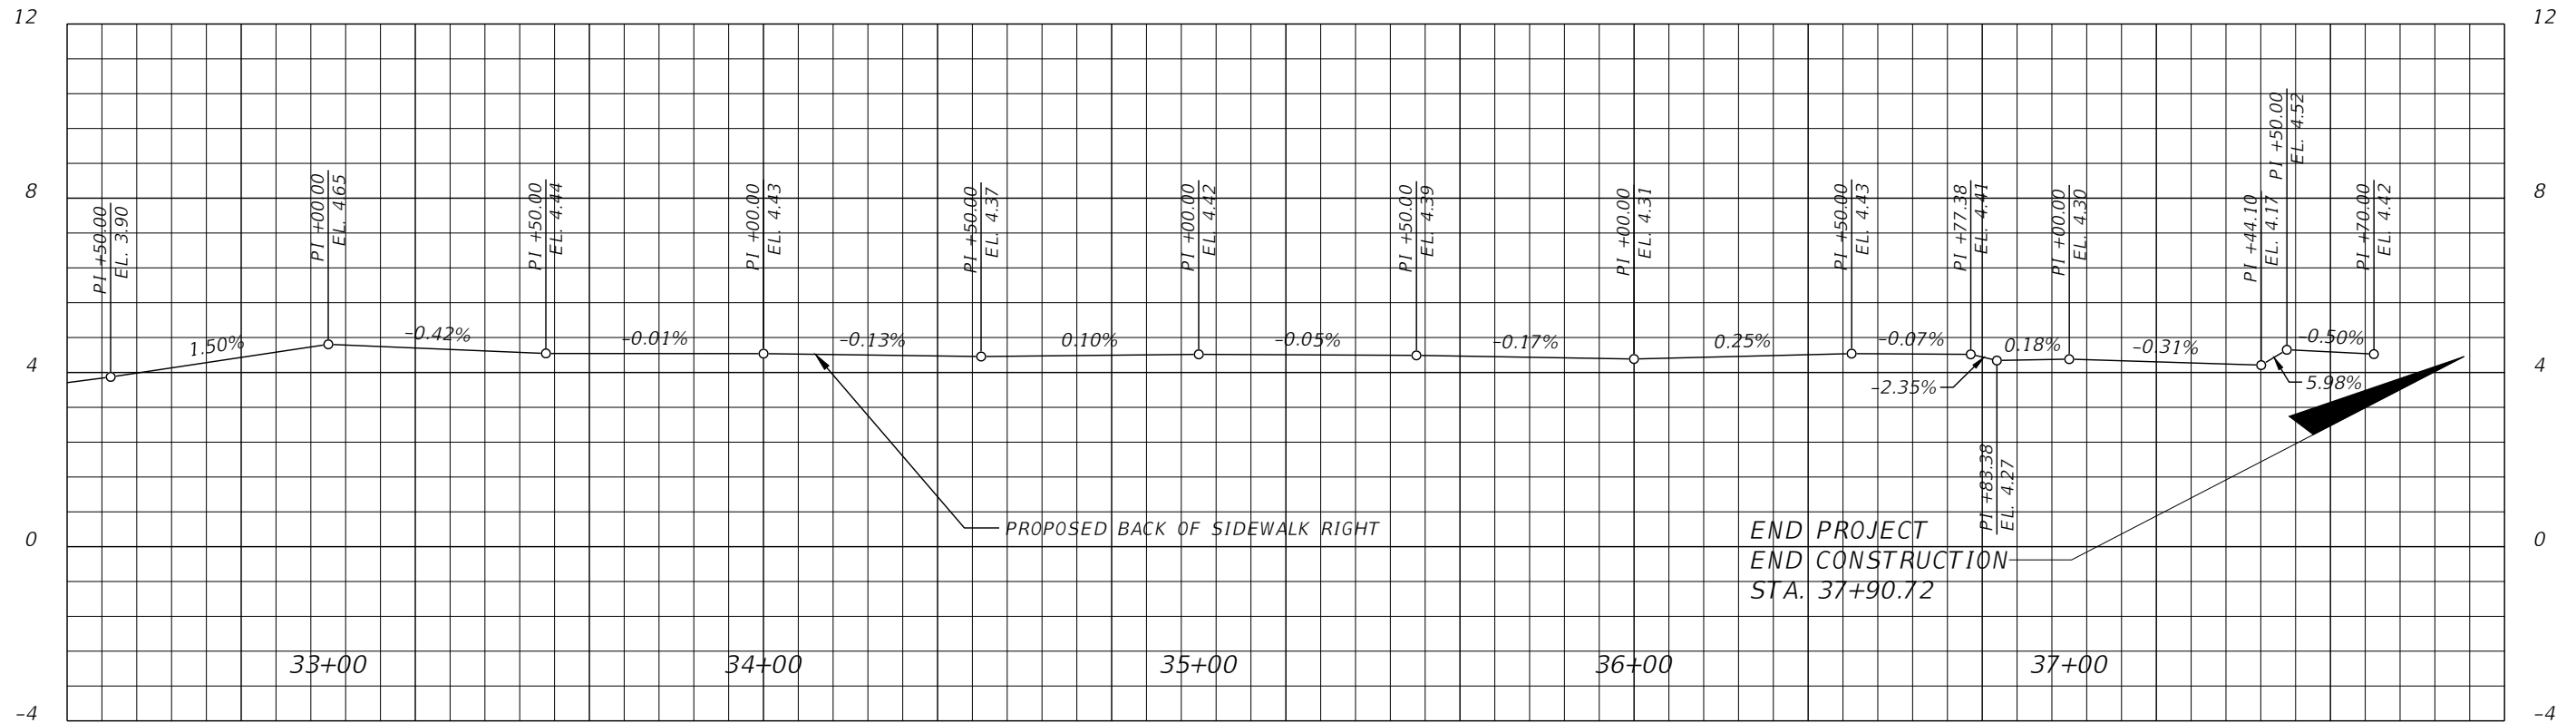 12
12
8
8
4
4
0
0
–4
–4
PI +50.00
EL. 3.90
PI +00.00
EL. 4.65
PI +50.00
EL. 4.44
PI +00.00
EL. 4.43
PI +50.00
EL. 4.37
PI +00.00
EL. 4.42
PI +50.00
EL. 4.39
PI +00.00
EL. 4.31
PI +50.00
EL. 4.43
PI +77.38
EL. 4.41
PI +83.38
EL. 4.27
PI +00.00
EL. 4.30
PI +44.10
EL. 4.17
PI +50.00
EL. 4.52
PI +70.00
EL. 4.42
1.50%
–0.42%
–0.01%
–0.13%
0.10%
–0.05%
–0.17%
0.25%
–0.07%
–2.35%
0.18%
–0.31%
5.98%
–0.50%
PROPOSED BACK OF SIDEWALK RIGHT
END PROJECT
END CONSTRUCTION
STA. 37+90.72
33+00
34+00
35+00
36+00
37+00